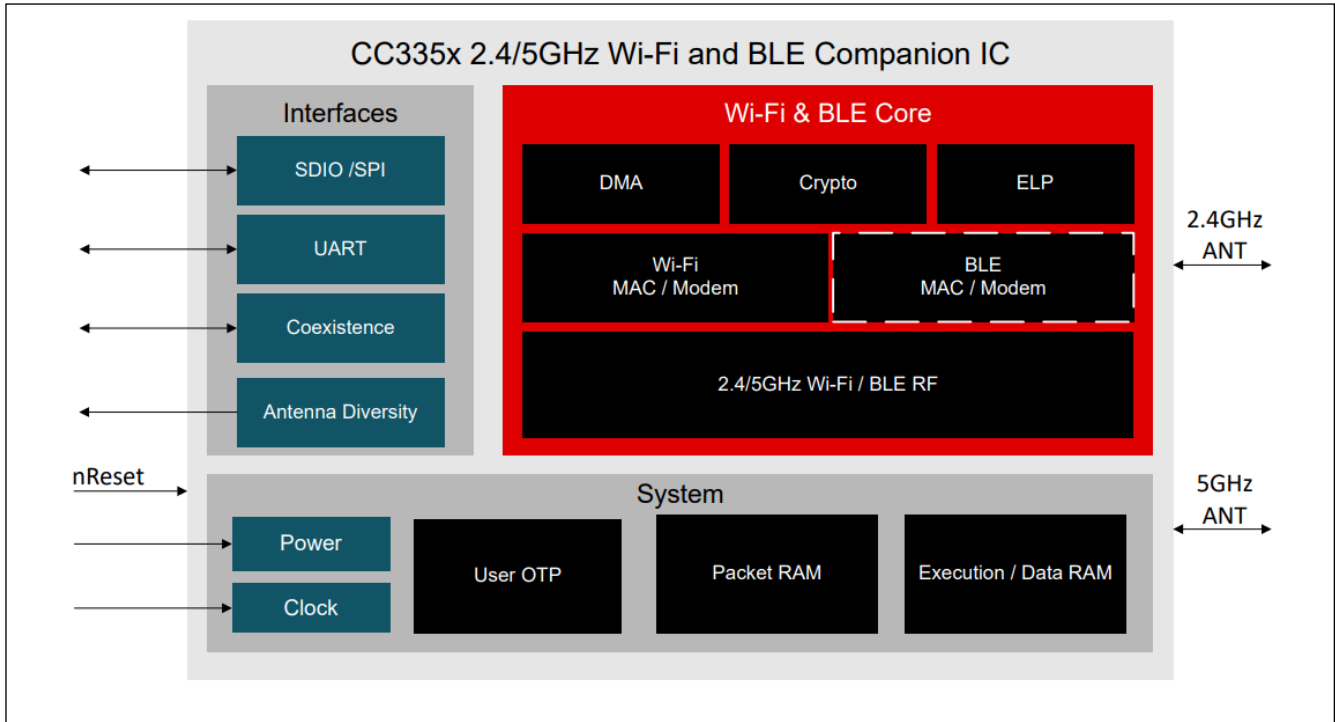 CC335x 2.4/5GHz Wi-Fi and BLE Companion IC
Interfaces
SDIO /SPI
UART
Coexistence
Antenna Diversity
Wi-Fi & BLE Core
DMA
Crypto
ELP
Wi-Fi
MAC / Modem
BLE
MAC / Modem
2.4/5GHz Wi-Fi / BLE RF
2.4GHz
ANT
nReset
System
Power
Clock
User OTP
Packet RAM
Execution / Data RAM
5GHz
ANT